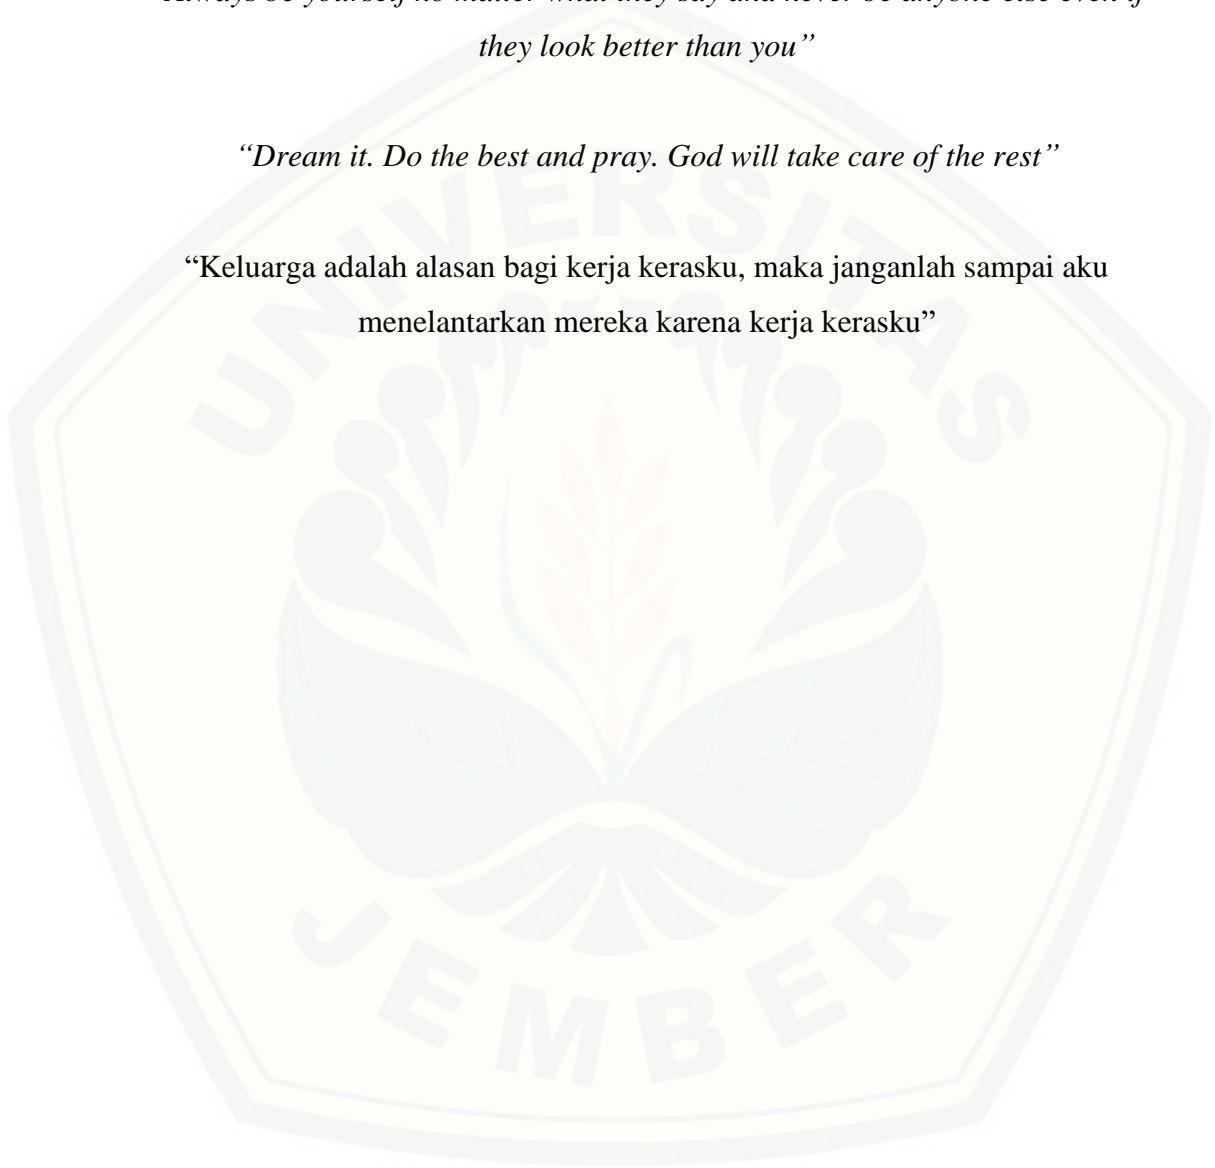 Always be yourself no matter what they say and never be anyone else even if
they look better than you”
“Dream it. Do the best and pray. God will take care of the rest”
“Keluarga adalah alasan bagi kerja kerasku, maka janganlah sampai aku
menelantarkan mereka karena kerja kerasku”
UNIVERSITAS
JEMBER